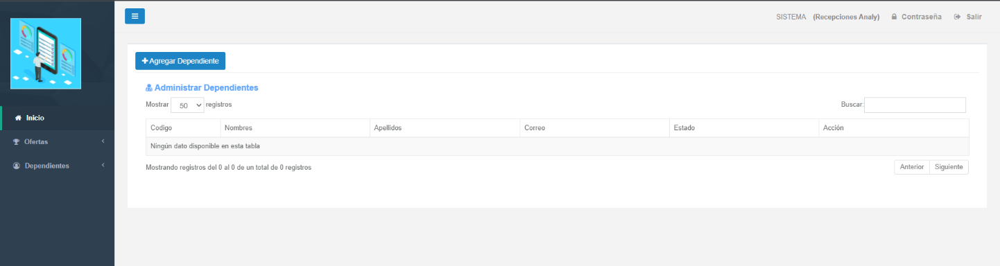 SISTEMA (Recepciones Analy) Contraseña Salir
Agregar Dependiente
Administrar Dependientes
Mostrar 50 registros Buscar:
Inicio
Ofertas
Dependientes
Codigo Nombres Apellidos Correo Estado Acción
Ningún dato disponible en esta tabla
Mostrando registros del 0 al 0 de un total de 0 registros Anterior Siguiente